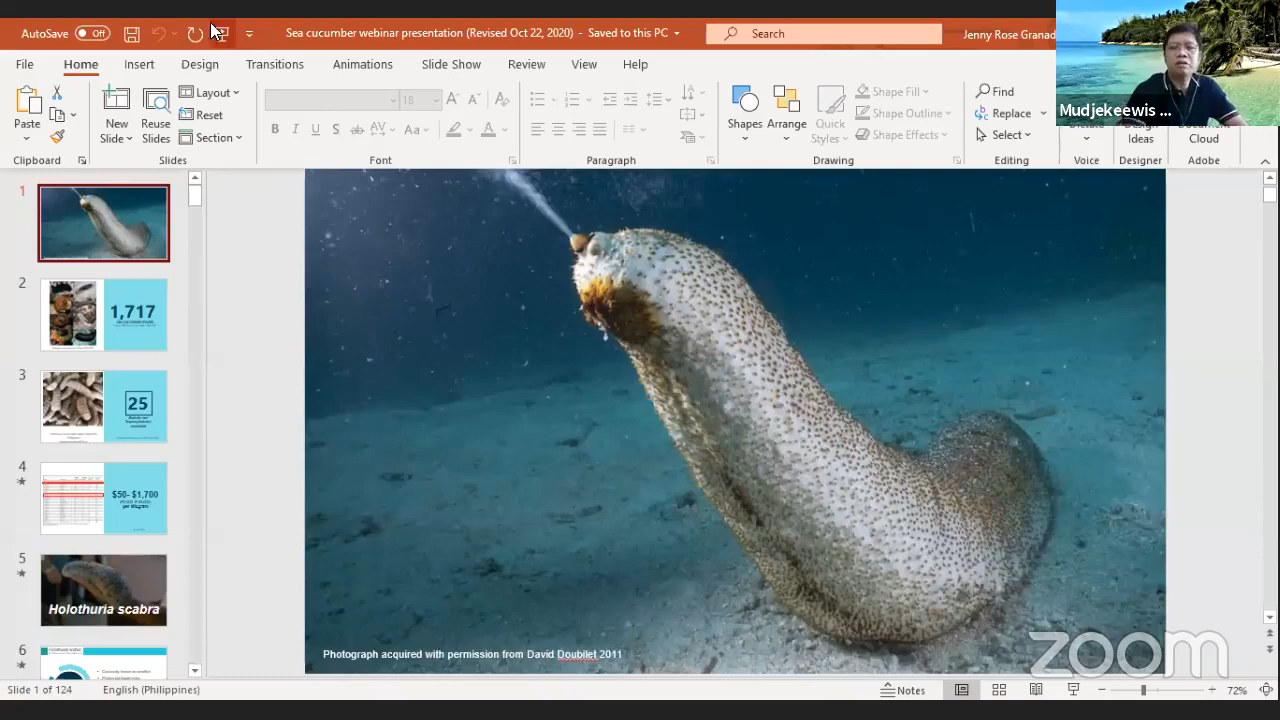 AutoSave Off
Sea cucumber webinar presentation (Revised Oct 22, 2020) - Saved to this PC
Search
Jenny Rose Granad
Mudjekeewis ...
File Home Insert Design Transitions Animations Slide Show Review View Help
Paste
New Slide
Reuse Slides
Layout
Reset
Section
18
Shapes
Arrange
Quick Styles
Shape Fill
Shape Outline
Shape Effects
Find
Replace
Select
Dictate
Design Ideas
Document Cloud
Clipboard Slides Font Paragraph Drawing Editing Voice Designer Adobe
1
2
1,717
3
25
4
$50- $1,700
per kilogram
5
Holothuria scabra
6
Photograph acquired with permission from David Doubilet 2011
zoom
Slide 1 of 124
English (Philippines)
Notes
72%